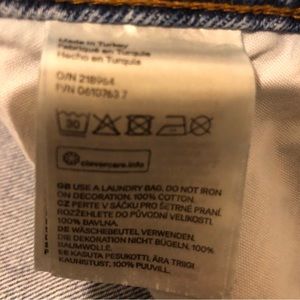 Made in Turkey
Fabriqué en Turquie
Hecho en Turquía
O/N 218964
P/N 0610763 7
30
clevercare.info
GB USE A LAUNDRY BAG, DO NOT IRON
ON DECORATION. 100% COTTON.
CZ PERTE V SÁČKU PRO ŠETRNÉ PRANÍ.
ROZŽEHLETE DO PŮVODNÍ VELIKOSTI.
100% BAVLNA.
DE WÄSCHEBEUTEL VERWENDEN.
DIE DEKORATION NICHT BÜGELN. 100%
BAUMWOLLE.
EE KASUTA PESUKOTTI, ÄRA TRIIGI
KAUNISTUST. 100% PUUVILL.